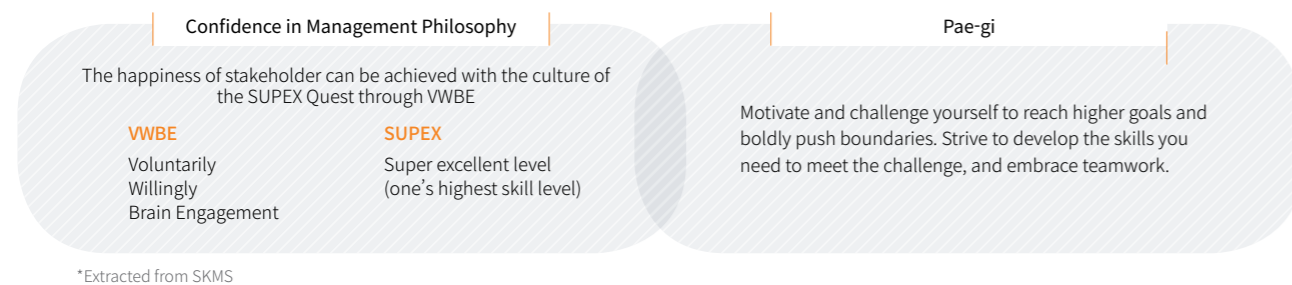 Confidence in Management Philosophy
The happiness of stakeholder can be achieved with the culture of
the SUPEX Quest through VWBE
VWBE
Voluntarily
Willingly
Brain Engagement
SUPEX
Super excellent level
(one’s highest skill level)
Pae-gi
Motivate and challenge yourself to reach higher goals and
boldly push boundaries. Strive to develop the skills you
need to meet the challenge, and embrace teamwork.
*Extracted from SKMS